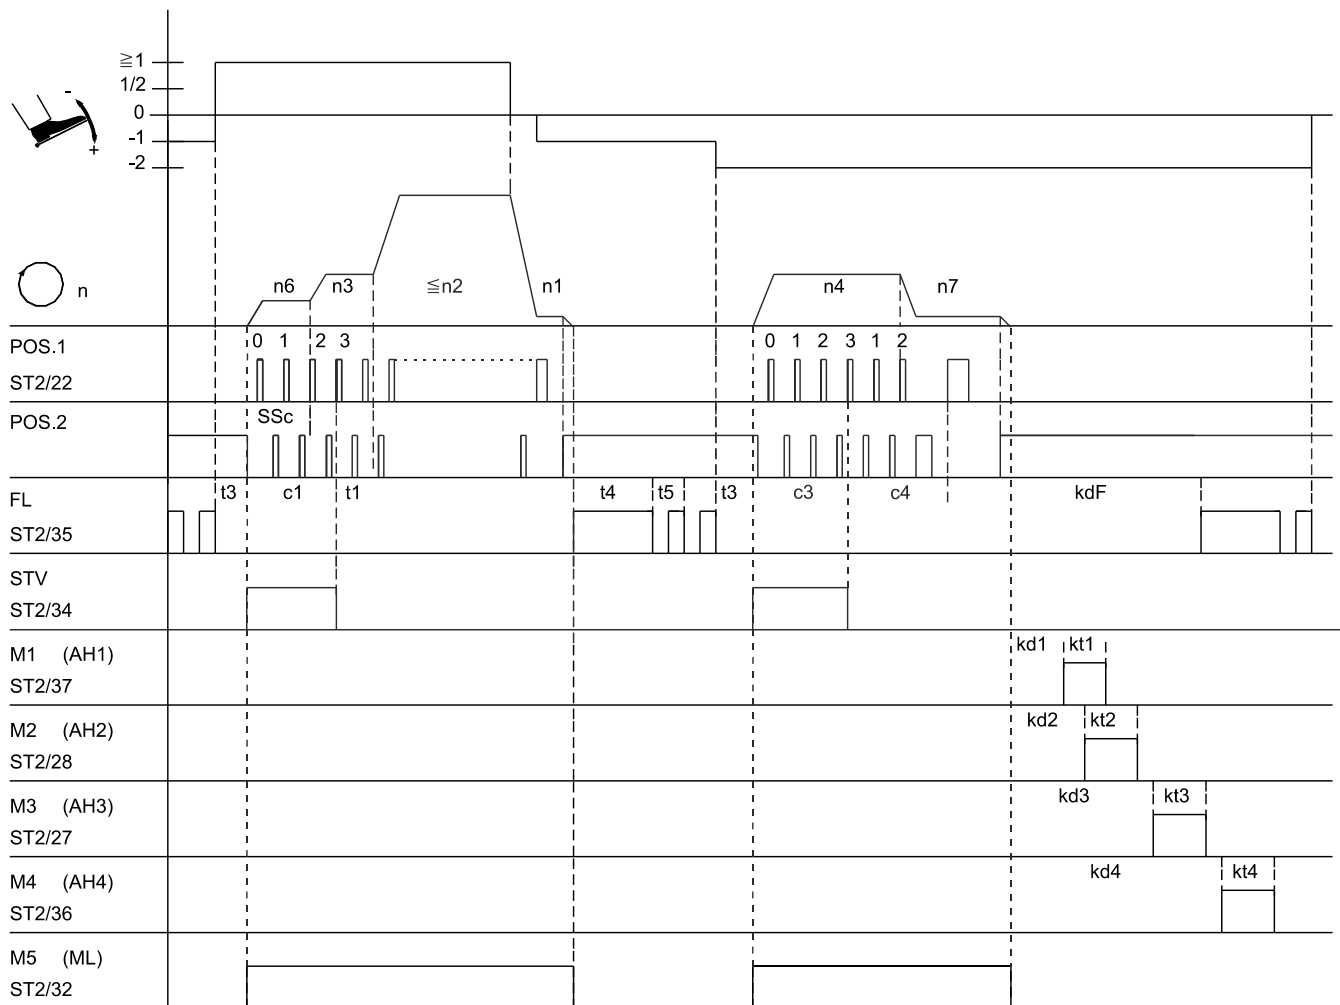 ≧1
1/2
0
-1
-2
-
+
n
n6 n3 ≦n2 n1 n4 n7
POS.1 0 1 2 3 0 1 2 3 1 2
ST2/22
POS.2 SSc
FL t3 c1 t1 t4 t5 t3 c3 c4 kdF
ST2/35
STV
ST2/34
M1 (AH1) kd1 kt1
ST2/37
M2 (AH2) kd2 kt2
ST2/28
M3 (AH3) kd3 kt3
ST2/27
M4 (AH4) kd4 kt4
ST2/36
M5 (ML)
ST2/32